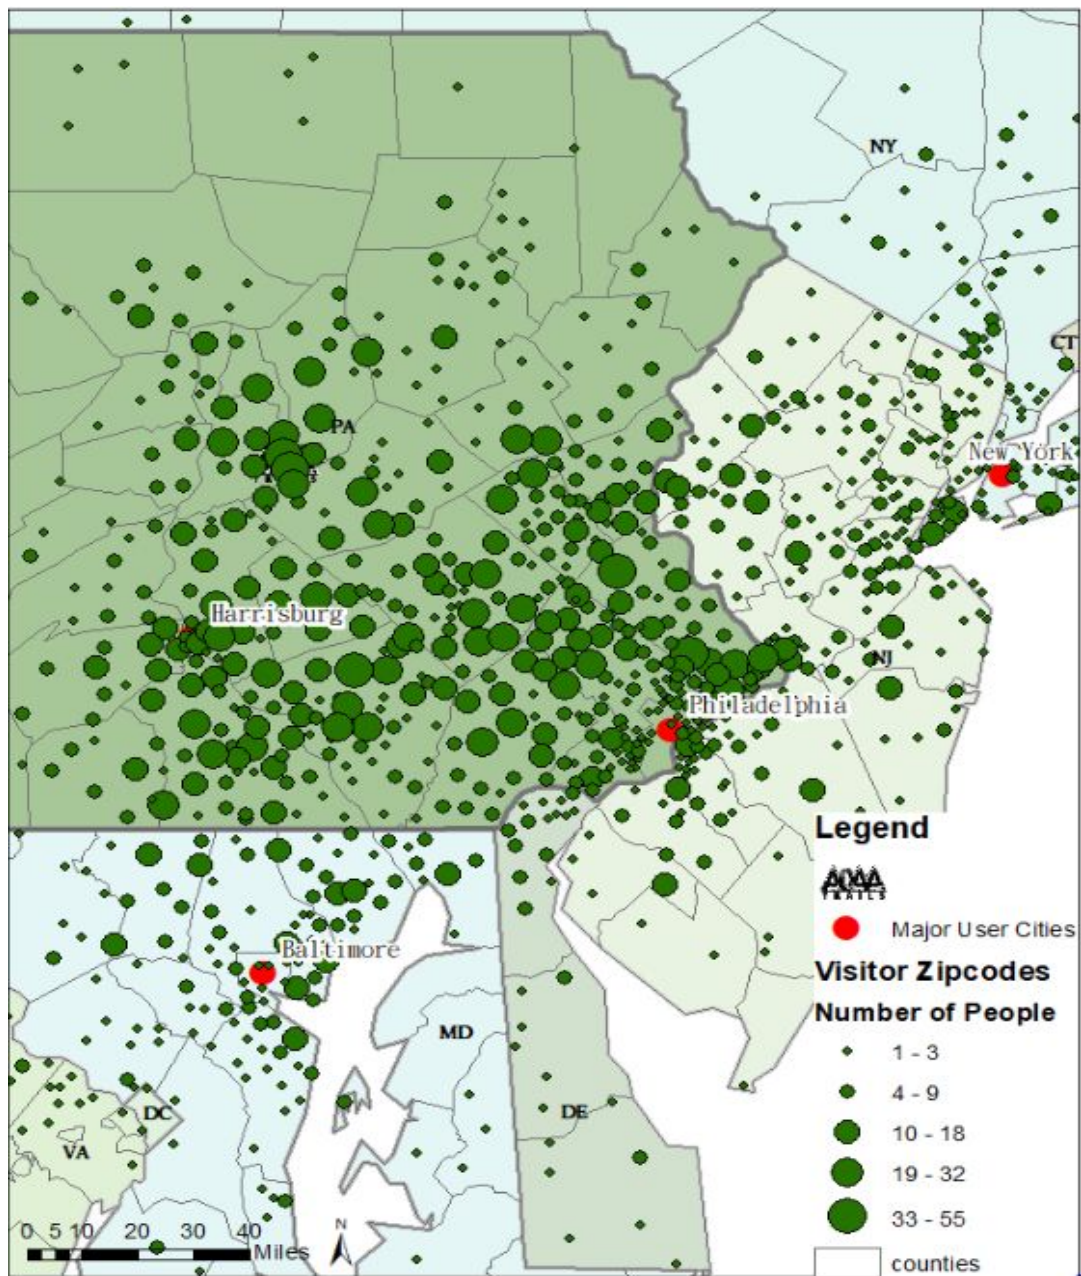 NY
CT
New York
PA
Harrisburg
NJ
Philadelphia
Legend
TRAILS
Major User Cities
Baltimore
Visitor Zipcodes
Number of People
MD
1 - 3
4 - 9
DC
DE
10 - 18
VA
19 - 32
33 - 55
N
0 5 10 20 30 40
Miles
counties